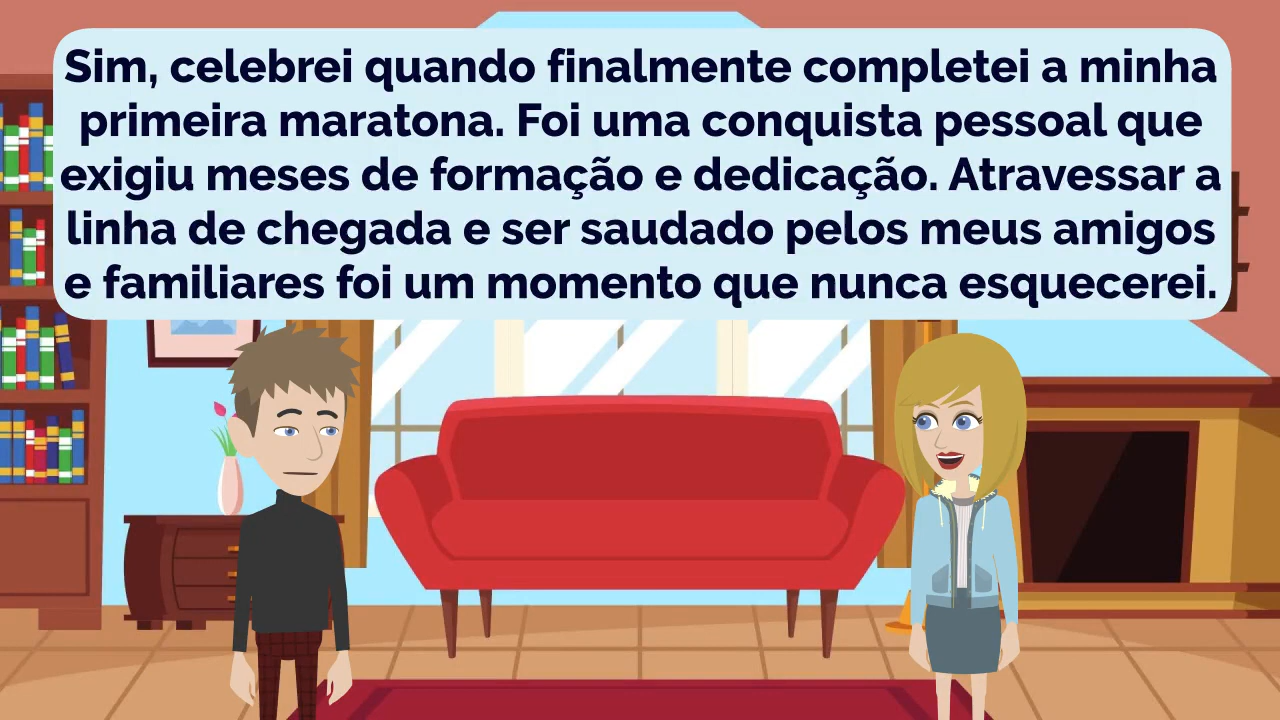 Sim, celebrei quando finalmente completei a minha
primeira maratona. Foi uma conquista pessoal que
exigiu meses de formação e dedicação. Atravessar a
linha de chegada e ser saudado pelos meus amigos
e familiares foi um momento que nunca esquecerei.